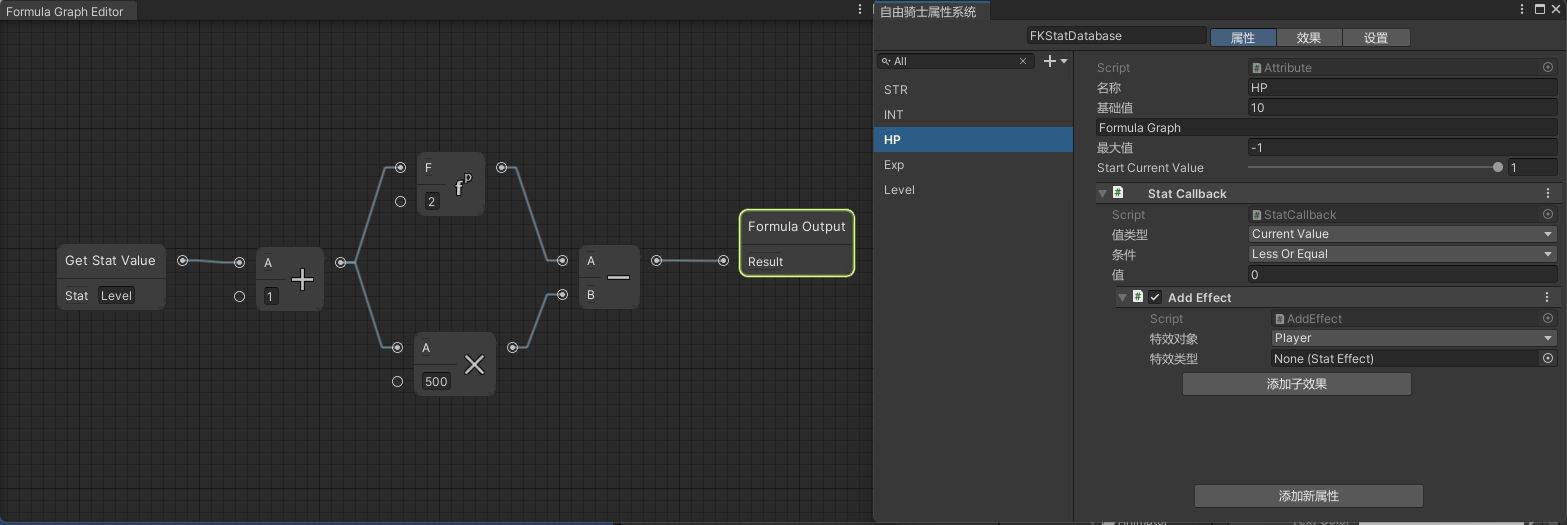 Formula Graph Editor
F
2
f^p
Get Stat Value
Stat Level
A
1
A
B
Formula Output
Result
A
500
自由骑士属性系统
FKStatDatabase 属性 效果 设置
All
STR
INT
HP
Exp
Level
Script Attribute
名称 HP
基础值 10
Formula Graph
最大值 -1
Start Current Value 1
Stat Callback
Script StatCallback
值类型 Current Value
条件 Less Or Equal
值 0
Add Effect
Script AddEffect
特效对象 Player
特效类型 None (Stat Effect)
添加子效果
添加新属性